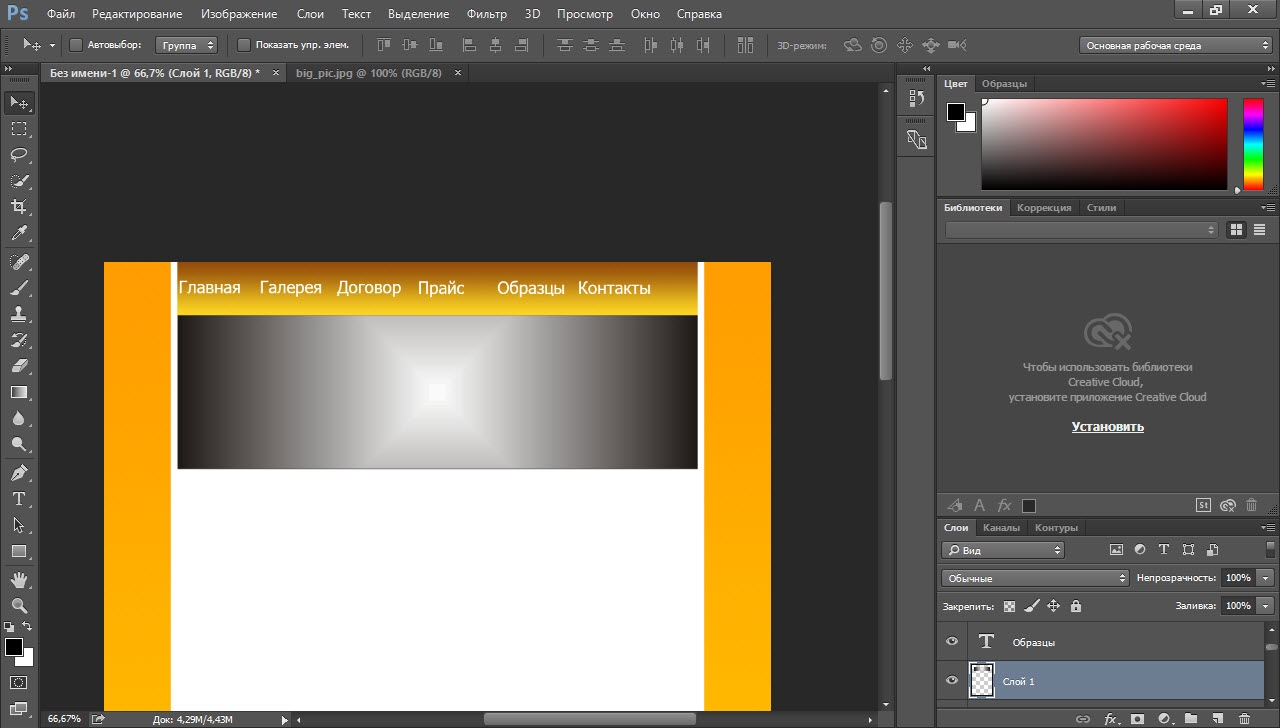 Ps Файл Редактирование Изображение Слои Текст Выделение Фильтр 3D Просмотр Окно Справка
Автовыбор: Группа Показать упр. элем. 3D-режим: Основная рабочая среда
Без имени-1 @ 66,7% (Слой 1, RGB/8) * × big_pic.jpg @ 100% (RGB/8) ×
Цвет Образцы
Библиотеки Коррекция Стили
Главная Галерея Договор Прайс Образцы Контакты
Чтобы использовать библиотеки
Creative Cloud,
установите приложение Creative Cloud
Установить
St
Слои Каналы Контуры
Вид
Обычные Непрозрачность: 100%
Закрепить: Заливка: 100%
T Образцы
Слой 1
66,67% Док: 4,29M/4,43M
fx